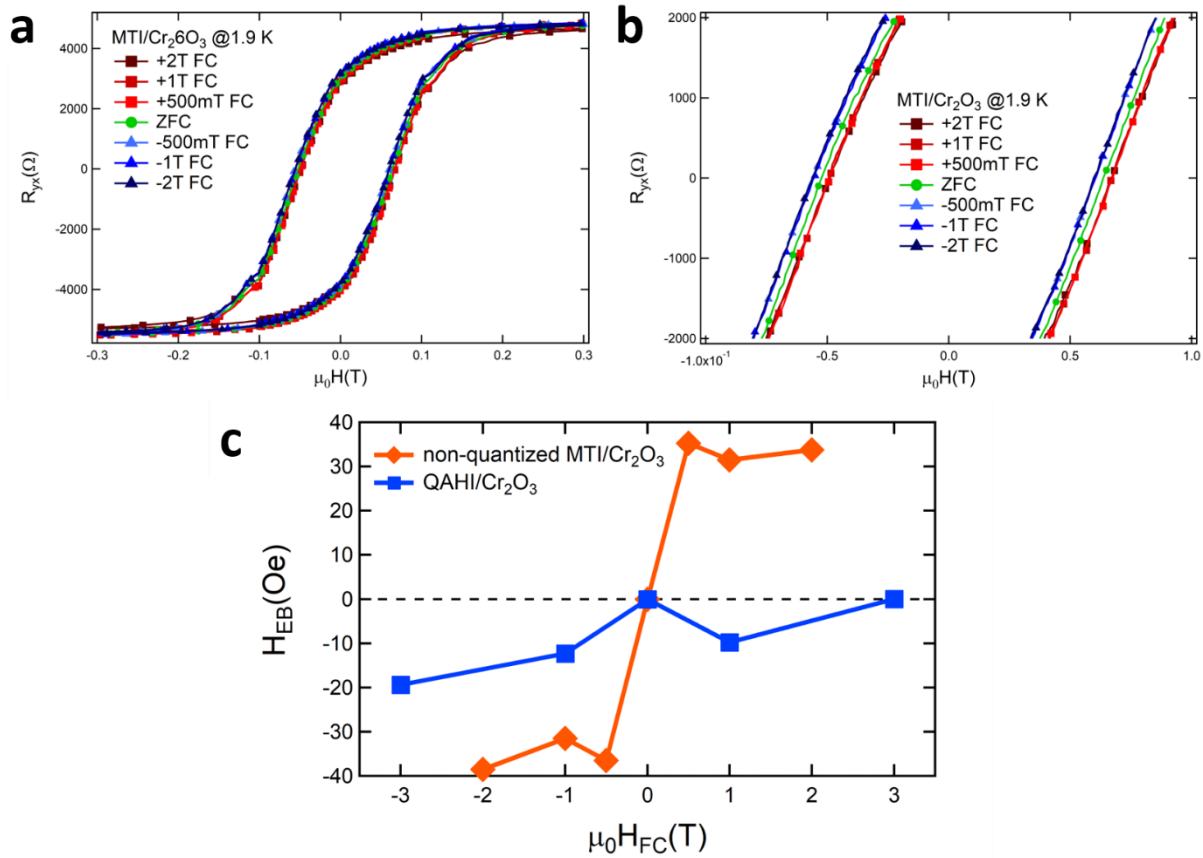 a
MTI/Cr₂6O₃ @1.9 K
+2T FC
+1T FC
+500mT FC
ZFC
-500mT FC
-1T FC
-2T FC
4000
2000
0
-2000
-4000
Ryx(Ω)
-0.3 -0.2 -0.1 0.0 0.1 0.2 0.3
μ₀H(T)
b
MTI/Cr₂O₃ @1.9 K
+2T FC
+1T FC
+500mT FC
ZFC
-500mT FC
-1T FC
-2T FC
2000
1000
0
-1000
-2000
Ryx(Ω)
-1.0x10⁻¹ -0.5 0.0 0.5 1.0
μ₀H(T)
c
non-quantized MTI/Cr₂O₃
QAHI/Cr₂O₃
40
30
20
10
0
-10
-20
-30
-40
H_EB(Oe)
-3 -2 -1 0 1 2 3
μ₀H_FC(T)